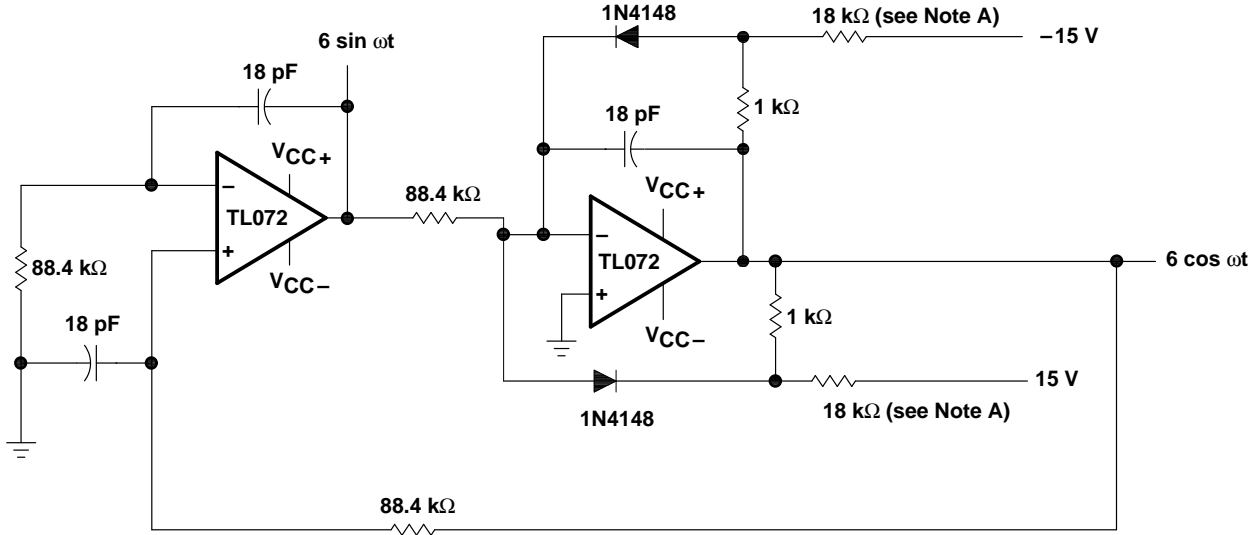 1N4148
18 kΩ (see Note A)
−15 V
6 sin ωt
18 pF
1 kΩ
18 pF
VCC+
−
TL072
+
VCC−
88.4 kΩ
88.4 kΩ
VCC+
−
TL072
+
VCC−
6 cos ωt
18 pF
1 kΩ
15 V
1N4148
18 kΩ (see Note A)
88.4 kΩ